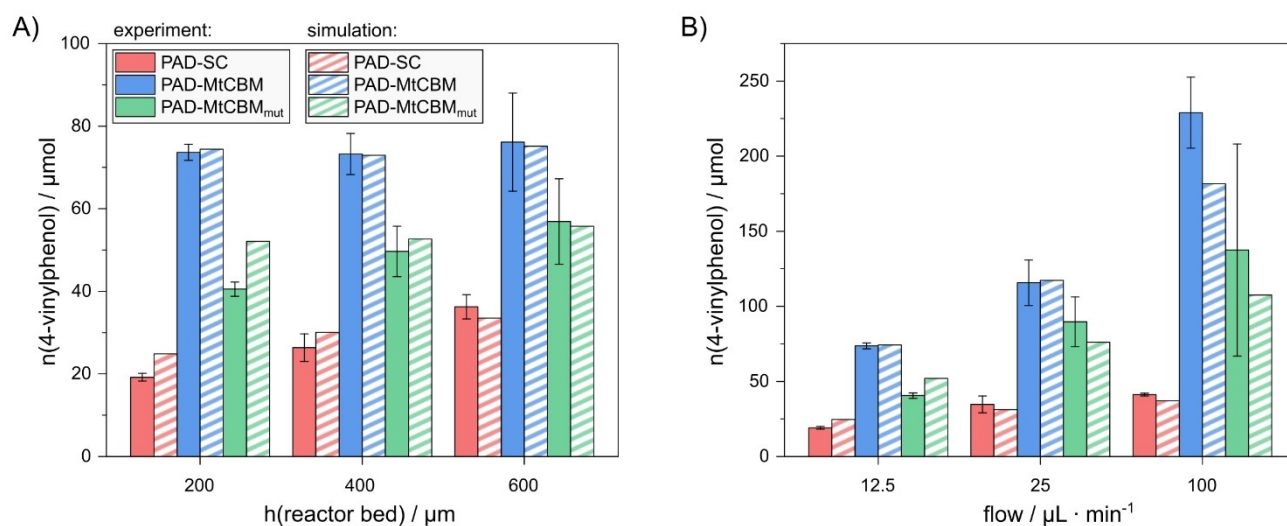 A)
experiment:
simulation:
PAD-SC
PAD-MtCBM
PAD-MtCBMmut
PAD-SC
PAD-MtCBM
PAD-MtCBMmut
n(4-vinylphenol) / µmol
100
80
60
40
20
0
200
400
600
h(reactor bed) / µm
B)
n(4-vinylphenol) / µmol
250
200
150
100
50
0
12.5
25
100
flow / µL · min⁻¹